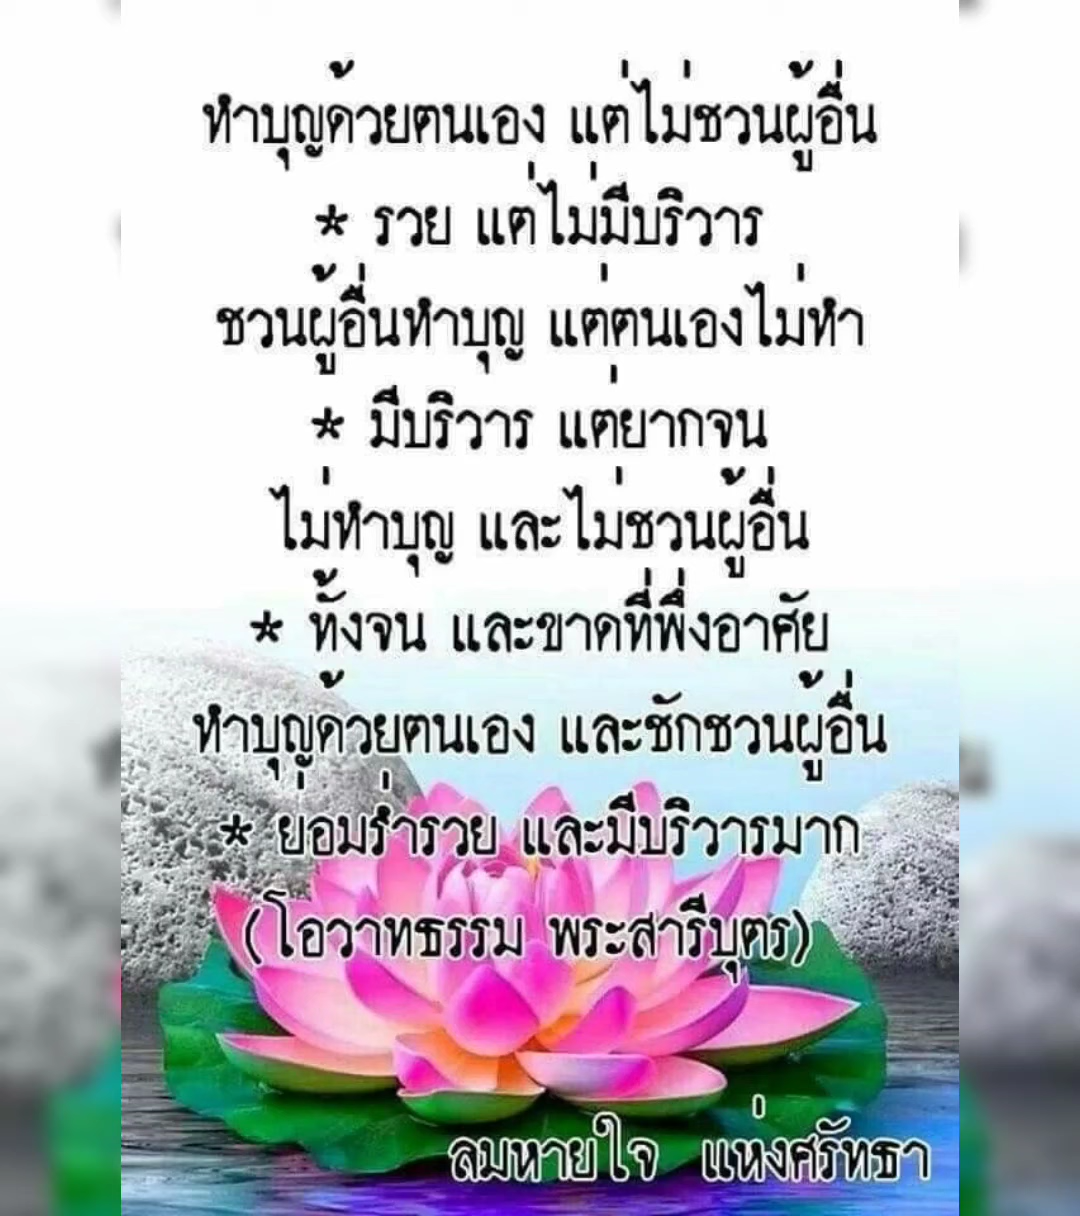 ทำบุญด้วยตนเอง แต่ไม่ชวนผู้อื่น
* รวย แต่ไม่มีบริวาร
ชวนผู้อื่นทำบุญ แต่ตนเองไม่ทำ
* มีบริวาร แต่ยากจน
ไม่ทำบุญ และไม่ชวนผู้อื่น
* ทั้งจน และขาดที่พึ่งอาศัย
ทำบุญด้วยตนเอง และชักชวนผู้อื่น
* ย่อมร่ำรวย และมีบริวารมาก
(โอวาทธรรม พระสารีบุตร)
ลมหายใจ แห่งศรัทธา